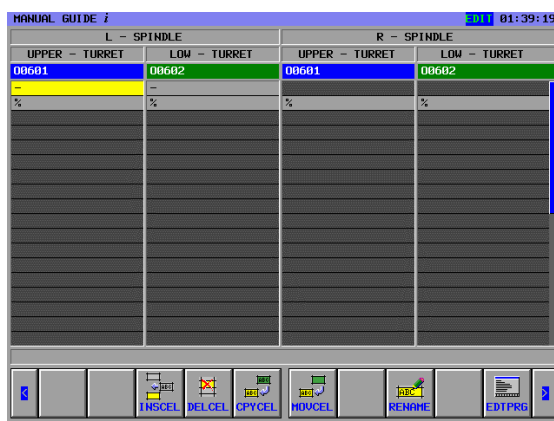 MANUAL GUIDE i EDIT 01:39:19
L - SPINDLE R - SPINDLE
UPPER - TURRET LOW - TURRET UPPER - TURRET LOW - TURRET
O0601 O0602 O0601 O0602
- -
% % % %
< INSCEL DELCEL CPYCEL MOVCEL RENAME EDTPRG >